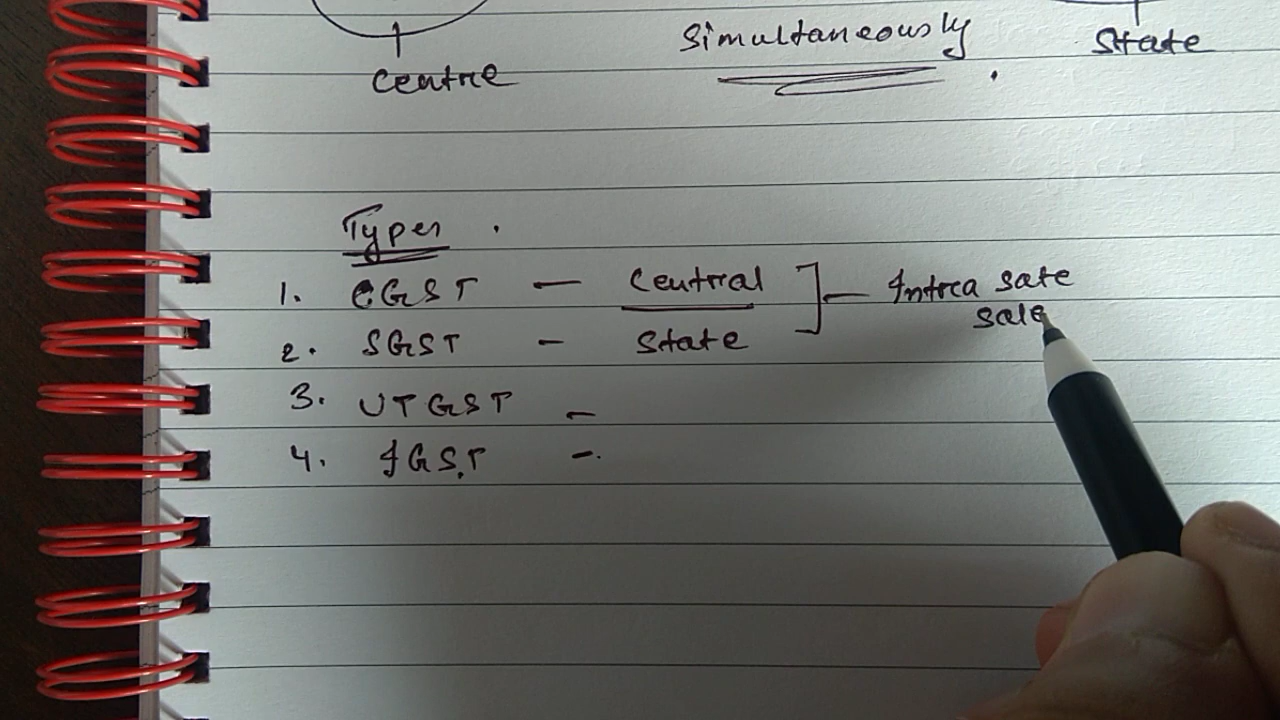 Simultaneously
State
Centre
Types
1. CGST — Central ] — Intra Sate
Sale
2. SGST — State
3. UTGST —
4. IGST —